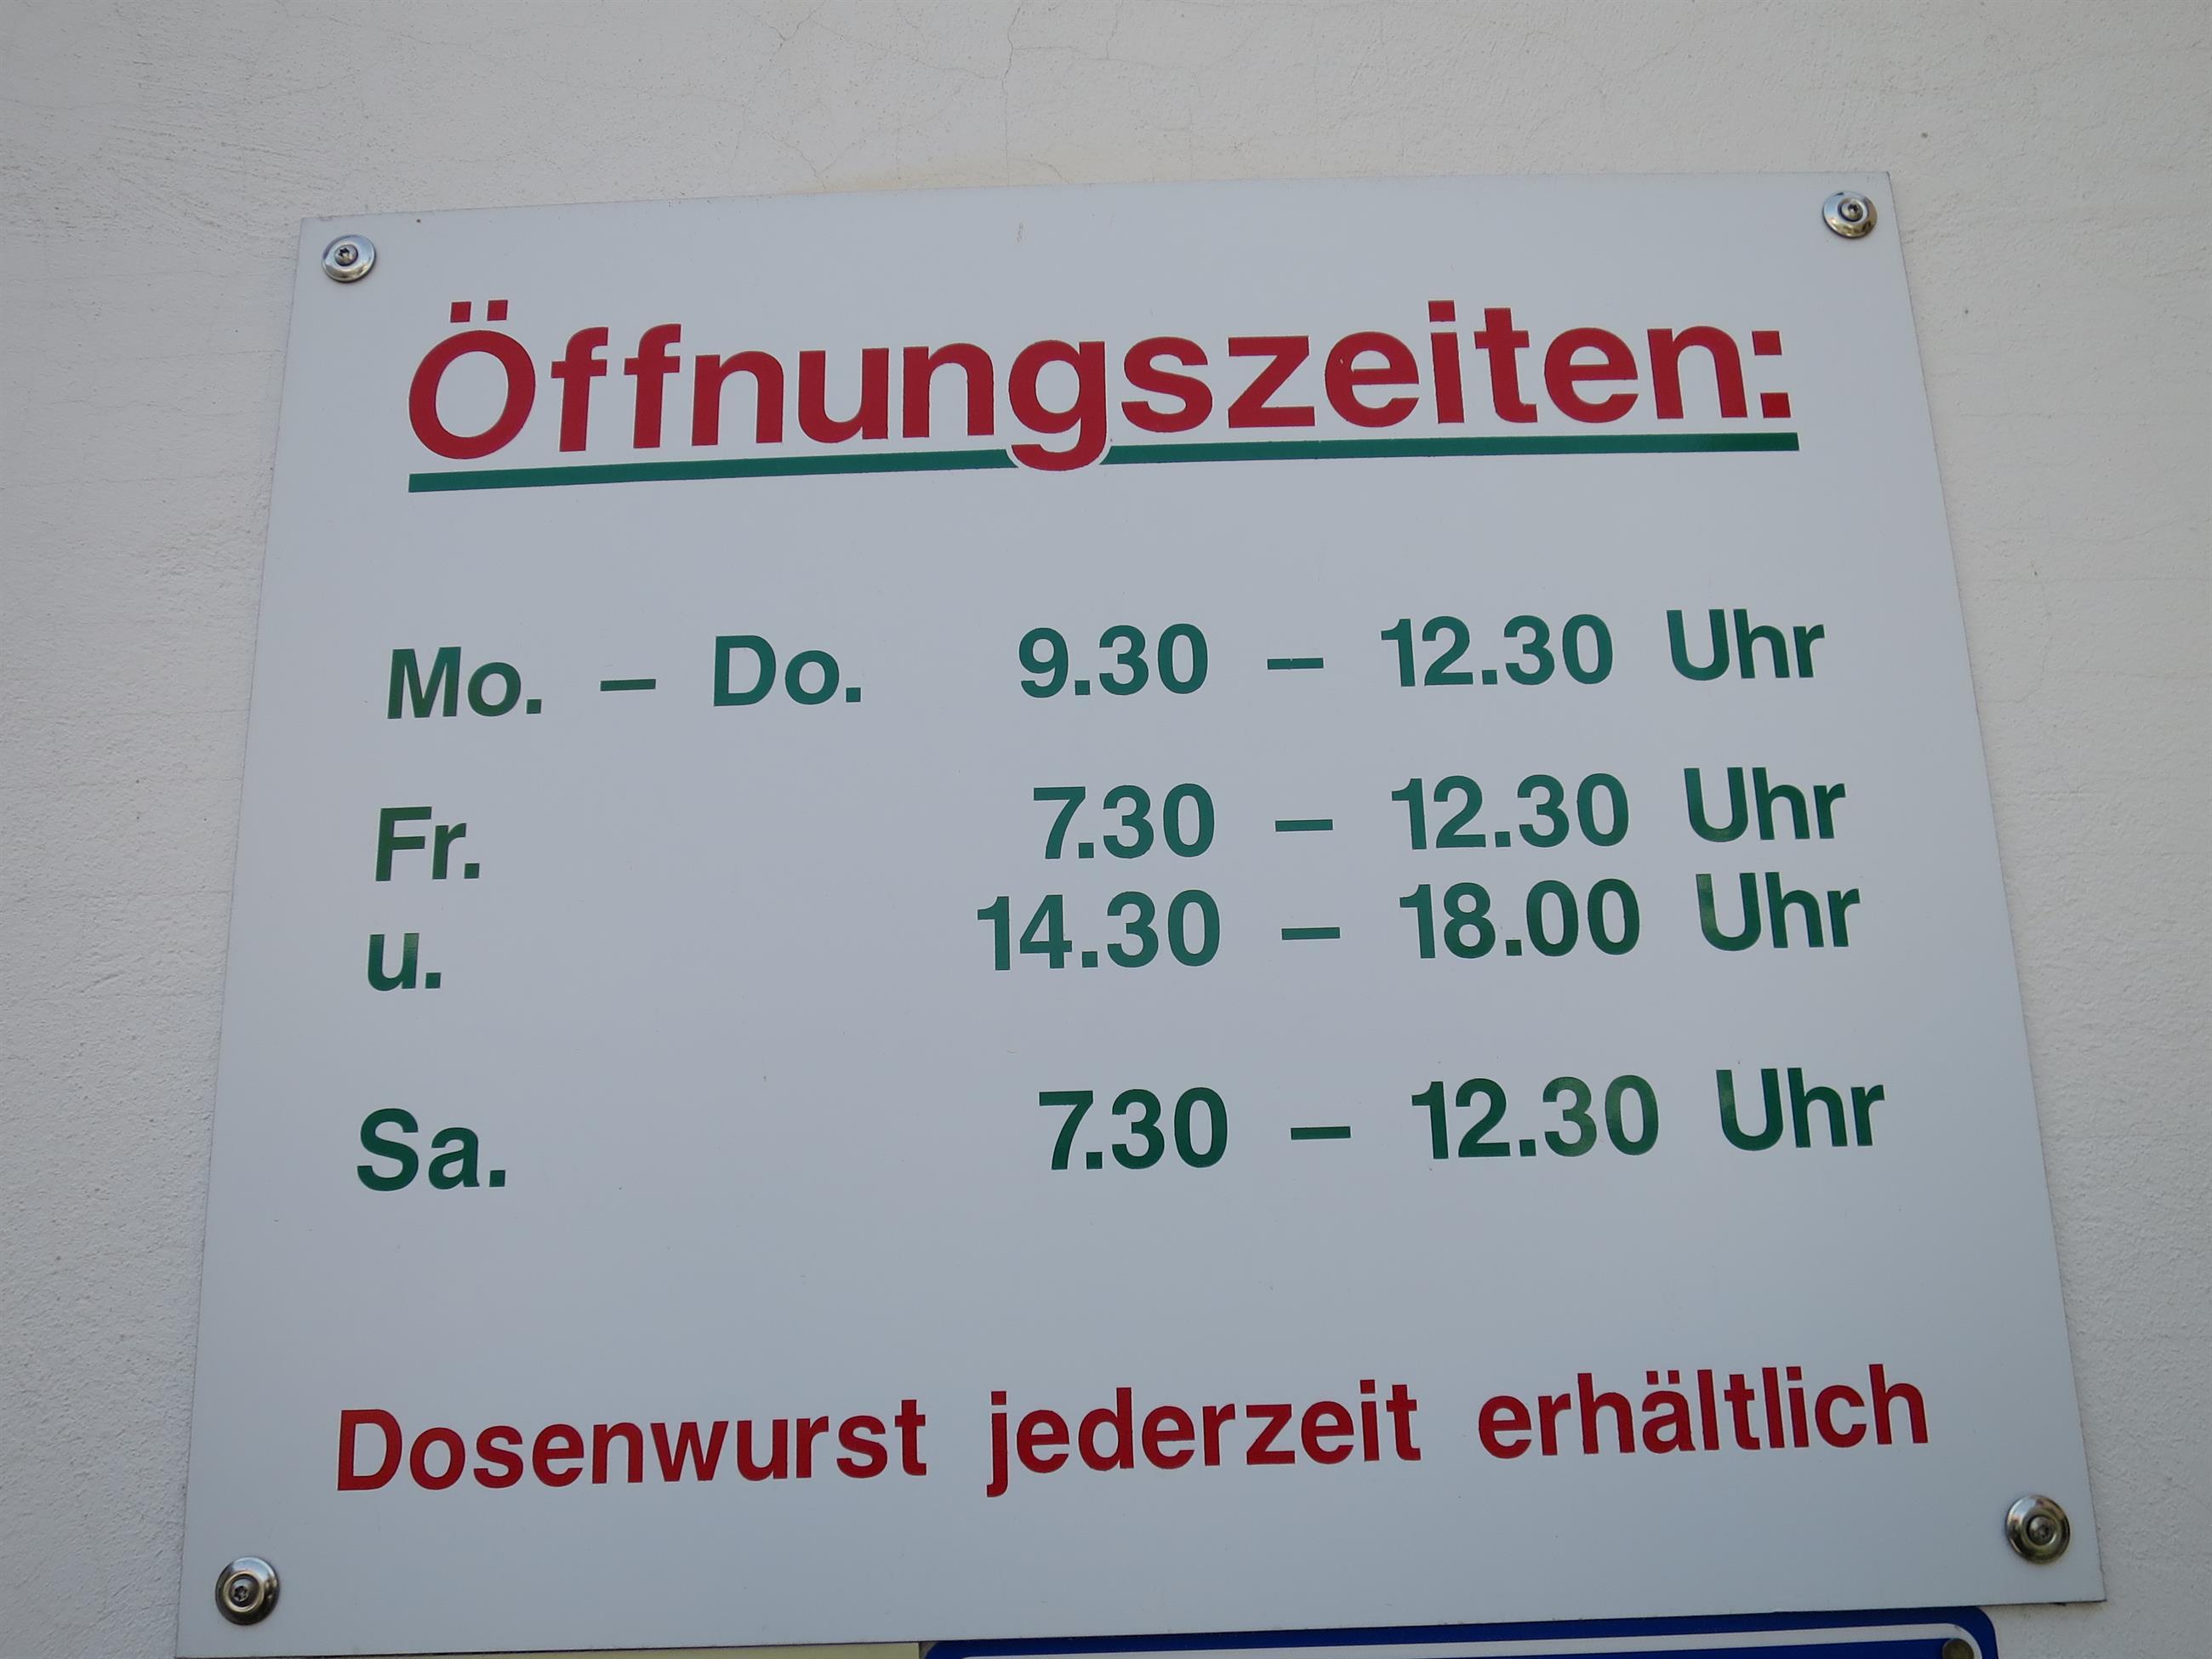 Öffnungszeiten:
Mo. – Do. 9.30 – 12.30 Uhr
Fr. 7.30 – 12.30 Uhr
u. 14.30 – 18.00 Uhr
Sa. 7.30 – 12.30 Uhr
Dosenwurst jederzeit erhältlich